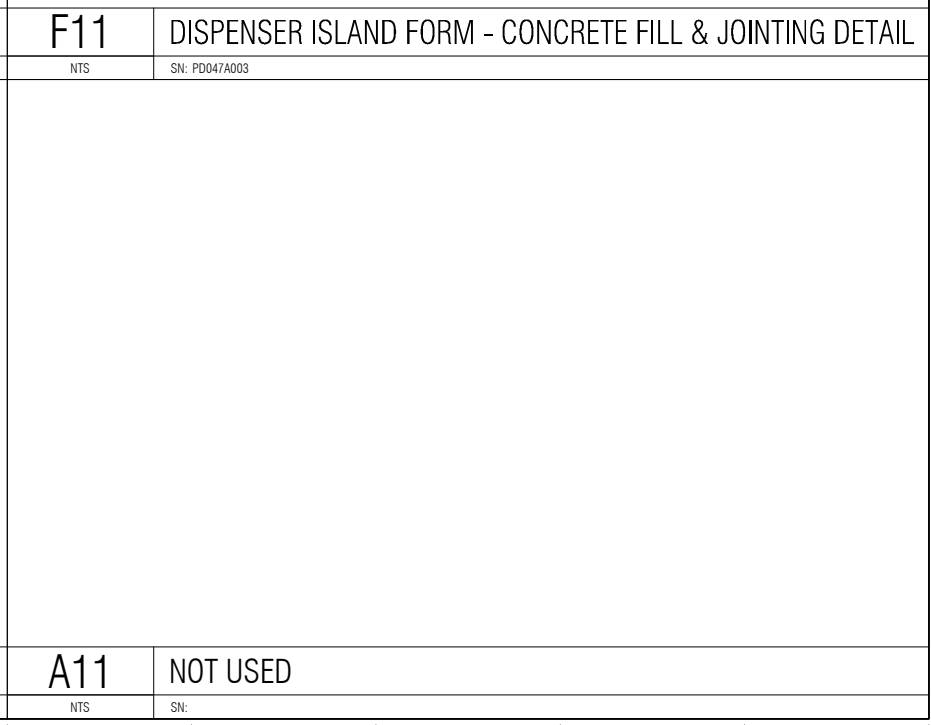 F11 DISPENSER ISLAND FORM - CONCRETE FILL & JOINTING DETAIL
NTS SN: PD047A003
A11 NOT USED
NTS SN: